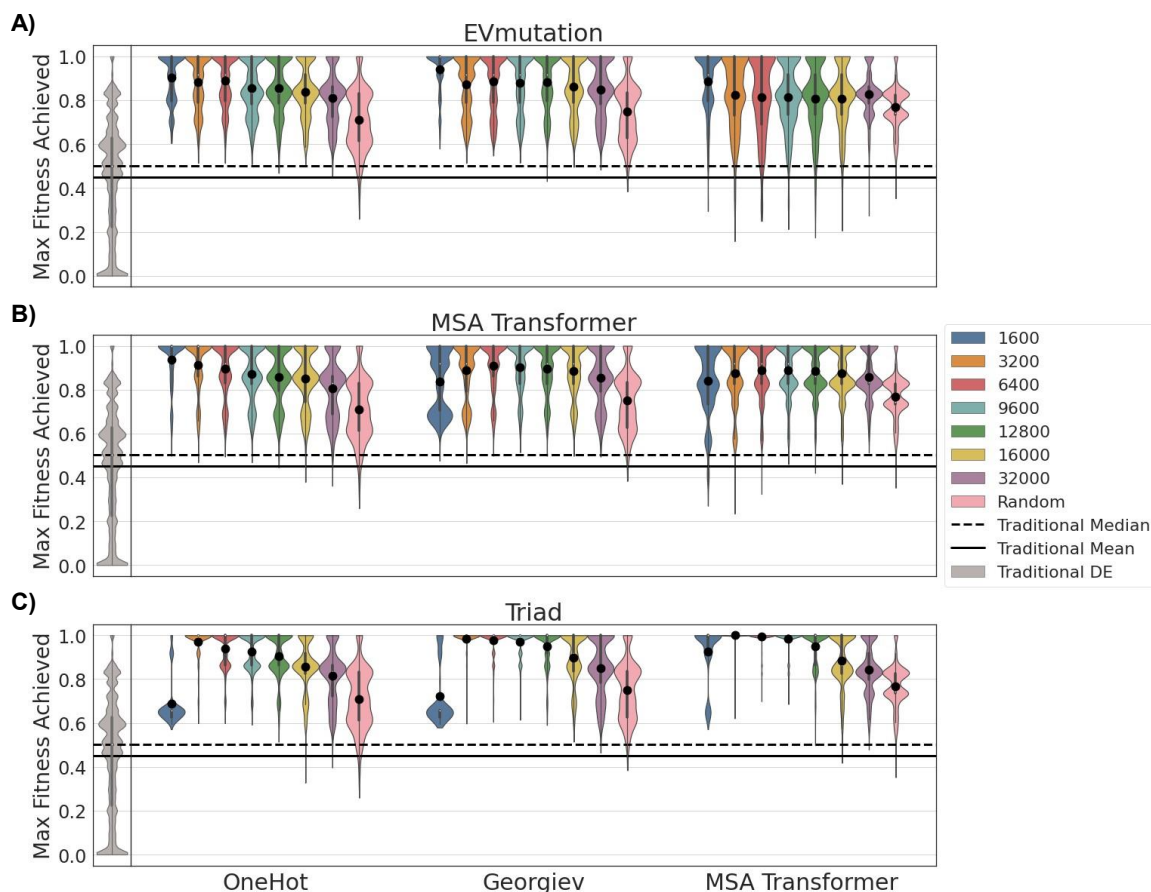 A)
EVmutation
Max Fitness Achieved
1.0
0.8
0.6
0.4
0.2
0.0
B)
MSA Transformer
Max Fitness Achieved
1.0
0.8
0.6
0.4
0.2
0.0
1600
3200
6400
9600
12800
16000
32000
Random
Traditional Median
Traditional Mean
Traditional DE
C)
Triad
Max Fitness Achieved
1.0
0.8
0.6
0.4
0.2
0.0
OneHot
Georgiev
MSA Transformer